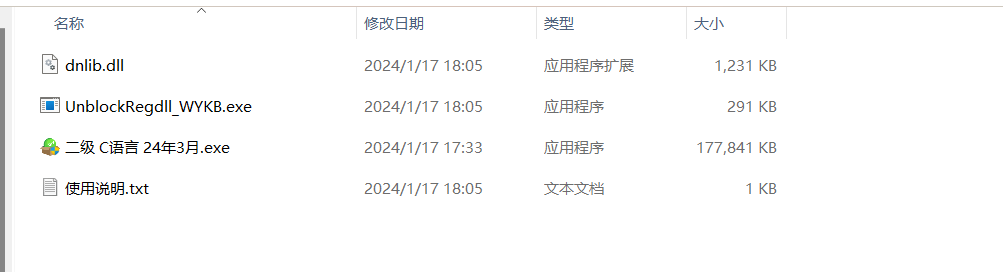 名称 修改日期 类型 大小
dnlib.dll 2024/1/17 18:05 应用程序扩展 1,231 KB
UnblockRegdll_WYKB.exe 2024/1/17 18:05 应用程序 291 KB
二级 C语言 24年3月.exe 2024/1/17 17:33 应用程序 177,841 KB
使用说明.txt 2024/1/17 18:05 文本文档 1 KB